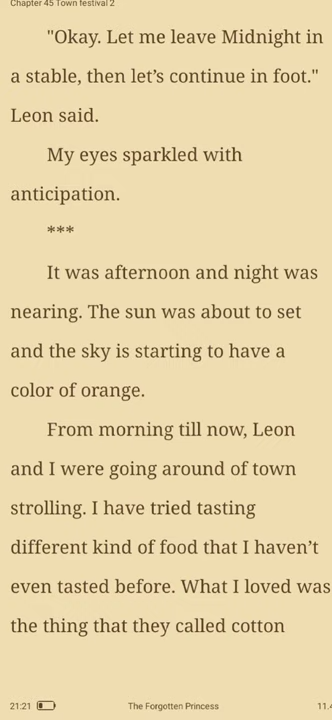 Chapter 45 Town festival 2
"Okay. Let me leave Midnight in
a stable, then let's continue in foot."
Leon said.
My eyes sparkled with
anticipation.
***
It was afternoon and night was
nearing. The sun was about to set
and the sky is starting to have a
color of orange.
From morning till now, Leon
and I were going around of town
strolling. I have tried tasting
different kind of food that I haven't
even tasted before. What I loved was
the thing that they called cotton
21:21 The Forgotten Princess